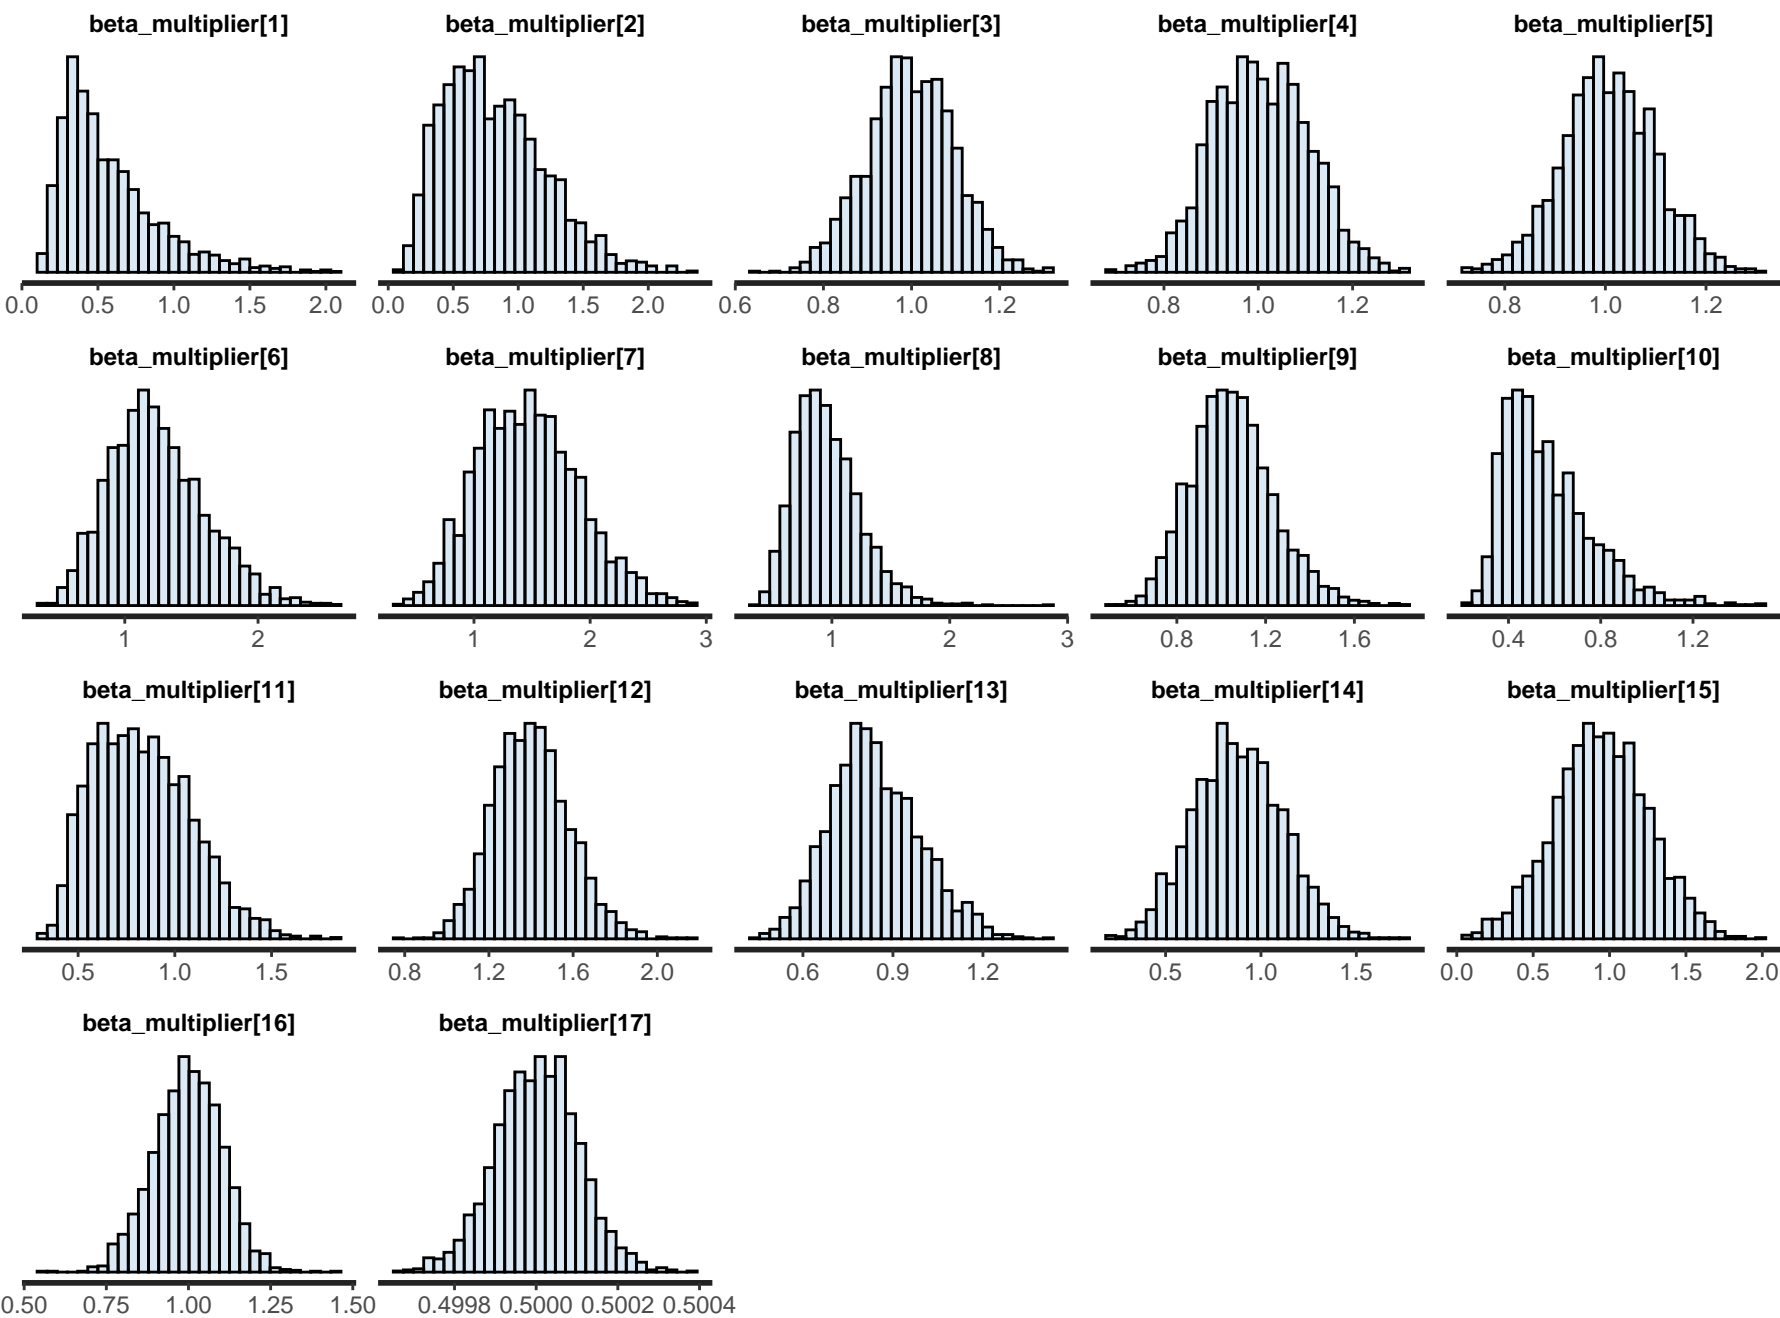 beta_multiplier[1] beta_multiplier[2] beta_multiplier[3] beta_multiplier[4] beta_multiplier[5]
0.0 0.5 1.0 1.5 2.0 0.0 0.5 1.0 1.5 2.0 0.6 0.8 1.0 1.2 0.8 1.0 1.2 0.8 1.0 1.2
beta_multiplier[6] beta_multiplier[7] beta_multiplier[8] beta_multiplier[9] beta_multiplier[10]
1 2 1 2 3 1 2 3 0.8 1.2 1.6 0.4 0.8 1.2
beta_multiplier[11] beta_multiplier[12] beta_multiplier[13] beta_multiplier[14] beta_multiplier[15]
0.5 1.0 1.5 0.8 1.2 1.6 2.0 0.6 0.9 1.2 0.5 1.0 1.5 0.0 0.5 1.0 1.5 2.0
beta_multiplier[16] beta_multiplier[17]
0.50 0.75 1.00 1.25 1.50 0.4998 0.5000 0.5002 0.5004